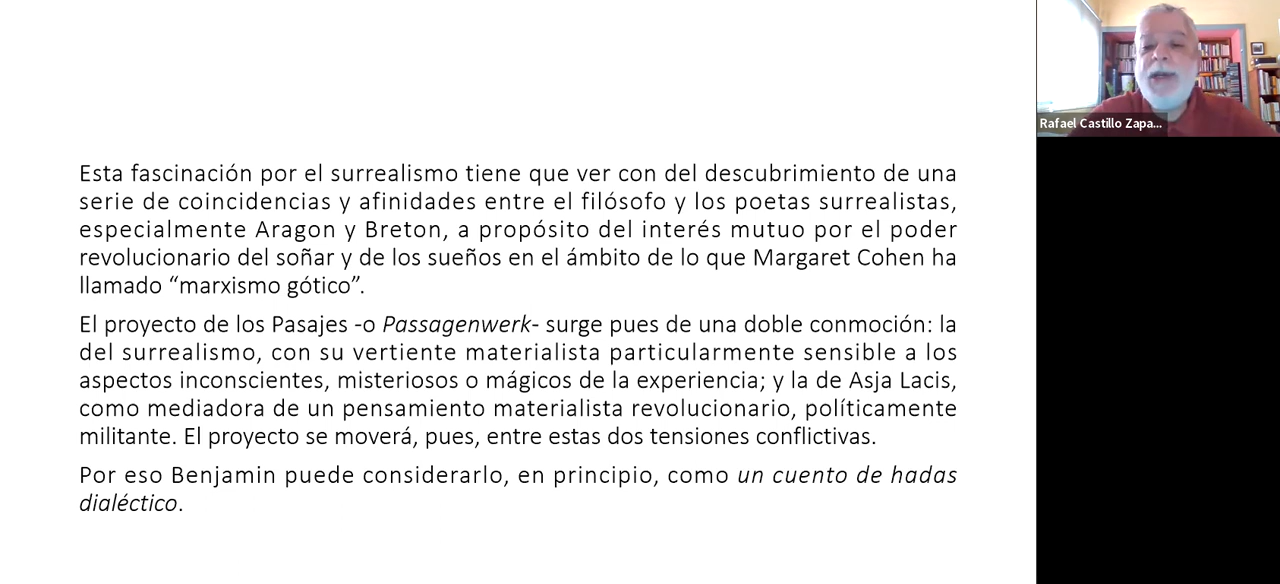 Esta fascinación por el surrealismo tiene que ver con del descubrimiento de una
serie de coincidencias y afinidades entre el filósofo y los poetas surrealistas,
especialmente Aragon y Breton, a propósito del interés mutuo por el poder
revolucionario del soñar y de los sueños en el ámbito de lo que Margaret Cohen ha
llamado “marxismo gótico”.
El proyecto de los Pasajes -o Passagenwerk- surge pues de una doble conmoción: la
del surrealismo, con su vertiente materialista particularmente sensible a los
aspectos inconscientes, misteriosos o mágicos de la experiencia; y la de Asja Lacis,
como mediadora de un pensamiento materialista revolucionario, políticamente
militante. El proyecto se moverá, pues, entre estas dos tensiones conflictivas.
Por eso Benjamin puede considerarlo, en principio, como un cuento de hadas
dialéctico.
Rafael Castillo Zapa...